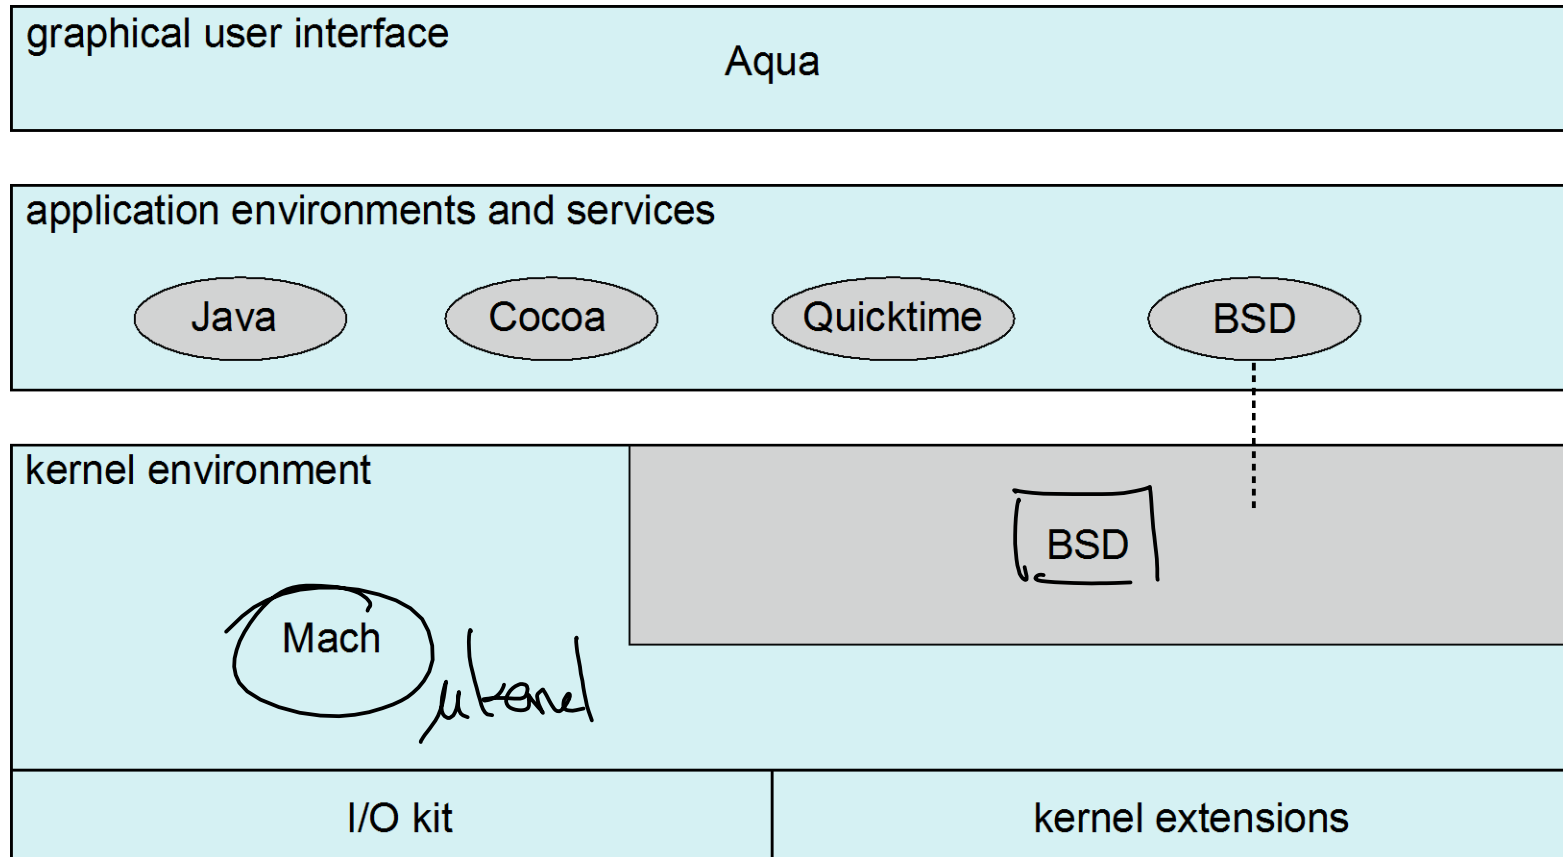 graphical user interface
Aqua
application environments and services
Java Cocoa Quicktime BSD
kernel environment
BSD
Mach
μkernel
I/O kit kernel extensions